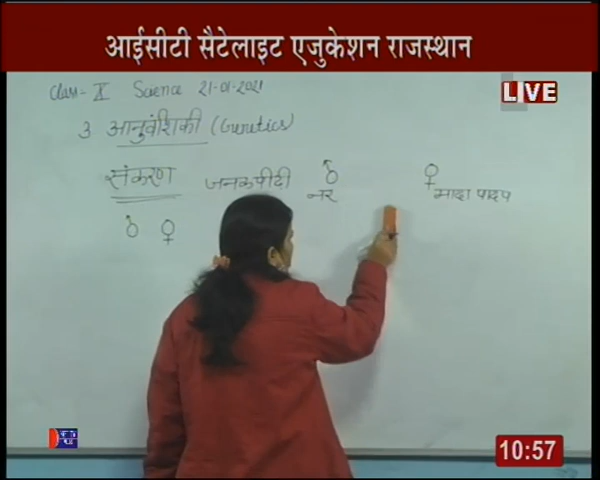 आईसीटी सैटेलाइट एजुकेशन राजस्थान
LIVE
Class- X Science 21-01-2021
3 आनुवंशिकी (Genetics)
संकरण जनकपीढी ♂ ♀
नर मादा पादप
♂ ♀
10:57